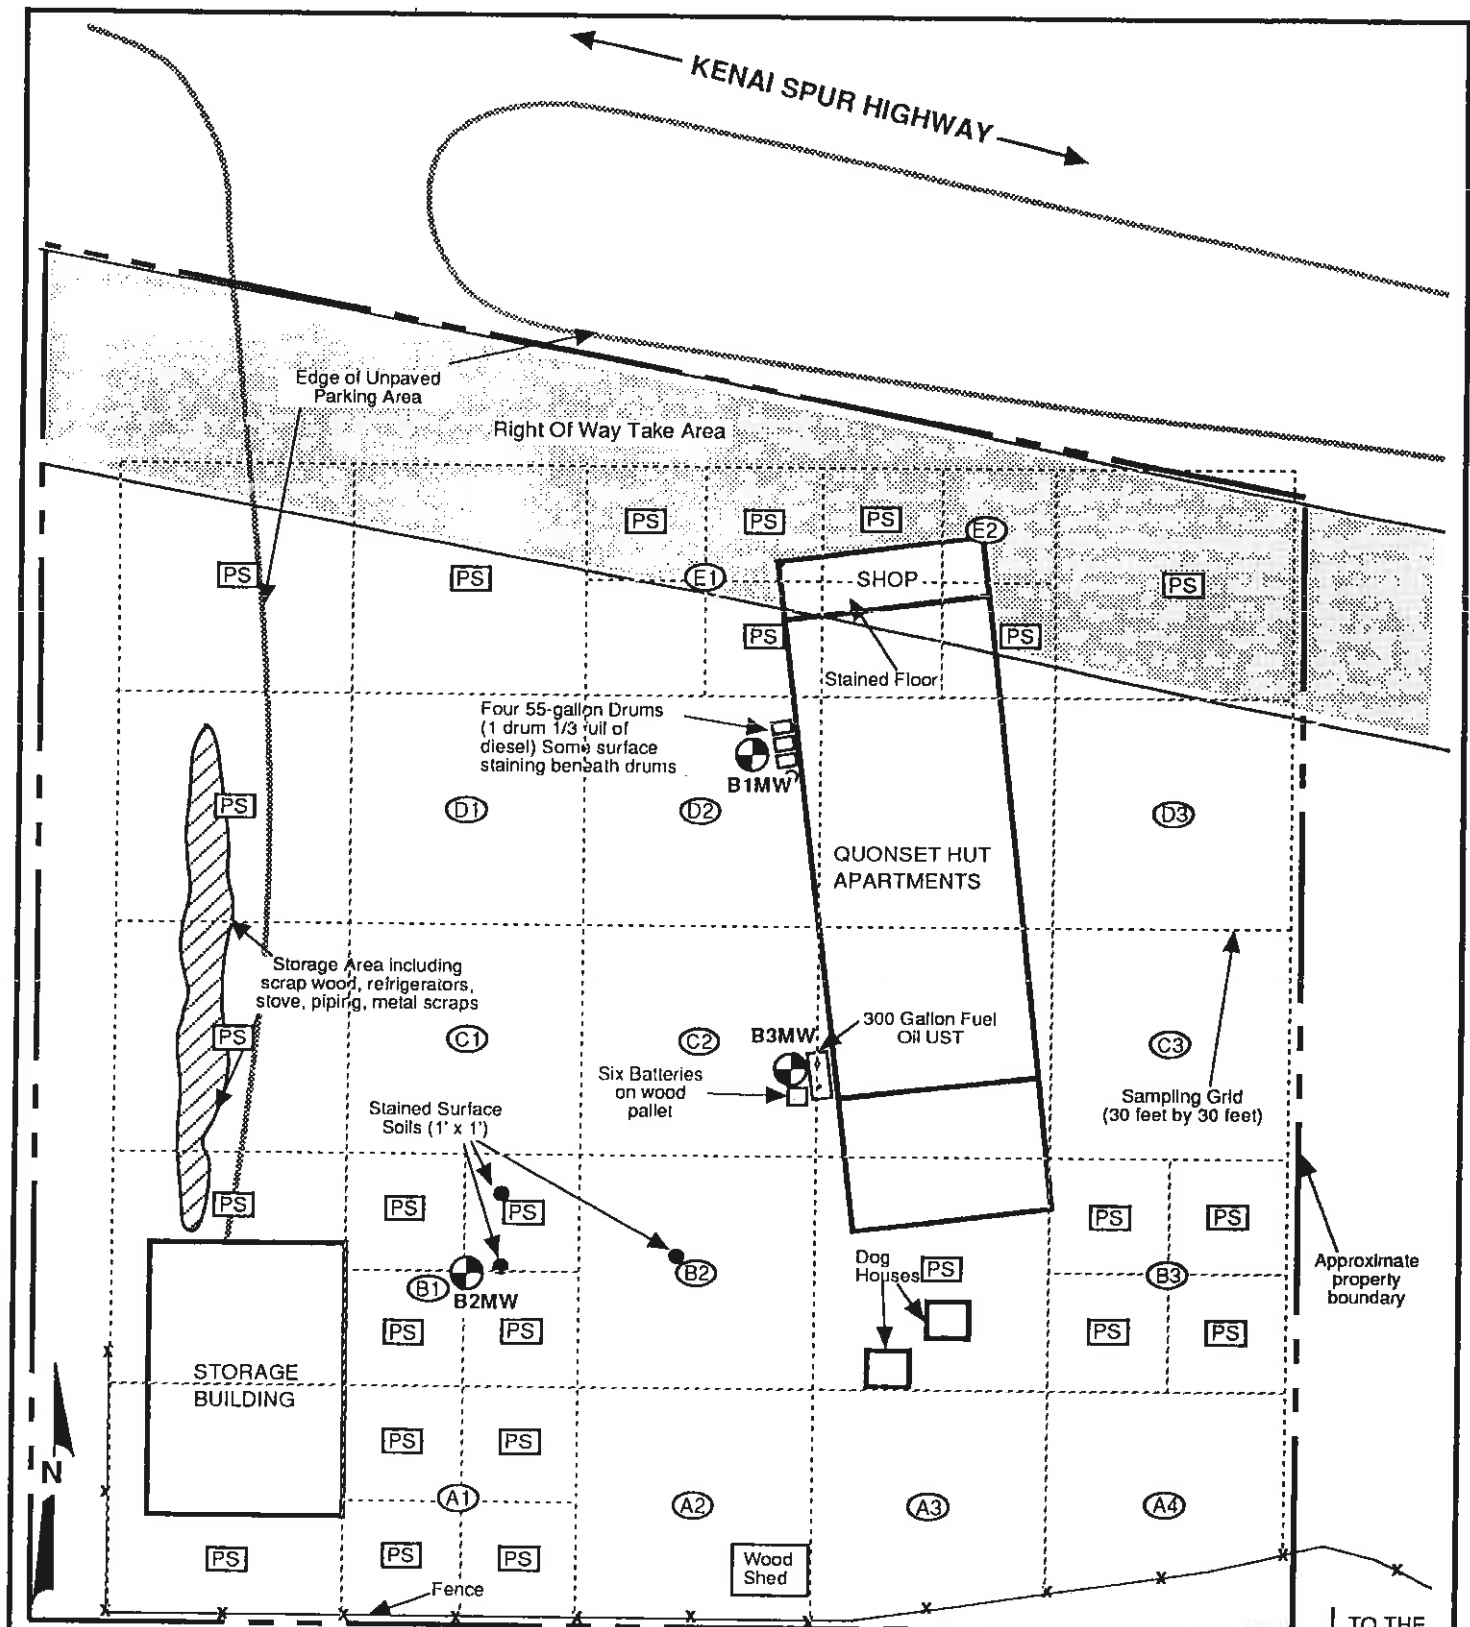 KENAI SPUR HIGHWAY
Edge of Unpaved
Parking Area
Right Of Way Take Area
PS
PS
PS
E2
PS
PS
E1
SHOP
PS
PS
PS
Stained Floor
Four 55-gallon Drums
(1 drum 1/3 full of
diesel) Some surface
staining beneath drums
B1MW
PS
D1
D2
D3
QUONSET HUT
APARTMENTS
Storage Area including
scrap wood, refrigerators,
stove, piping, metal scraps
PS
C1
C2
B3MW
300 Gallon Fuel
Oil UST
C3
Six Batteries
on wood
pallet
Sampling Grid
(30 feet by 30 feet)
Stained Surface
Soils (1' x 1')
PS
PS
PS
PS
PS
B1
B2MW
B2
Dog
Houses
PS
B3
Approximate
property
boundary
PS
PS
PS
PS
STORAGE
BUILDING
PS
PS
N
A1
A2
A3
A4
PS
PS
PS
Wood
Shed
Fence
TO THE